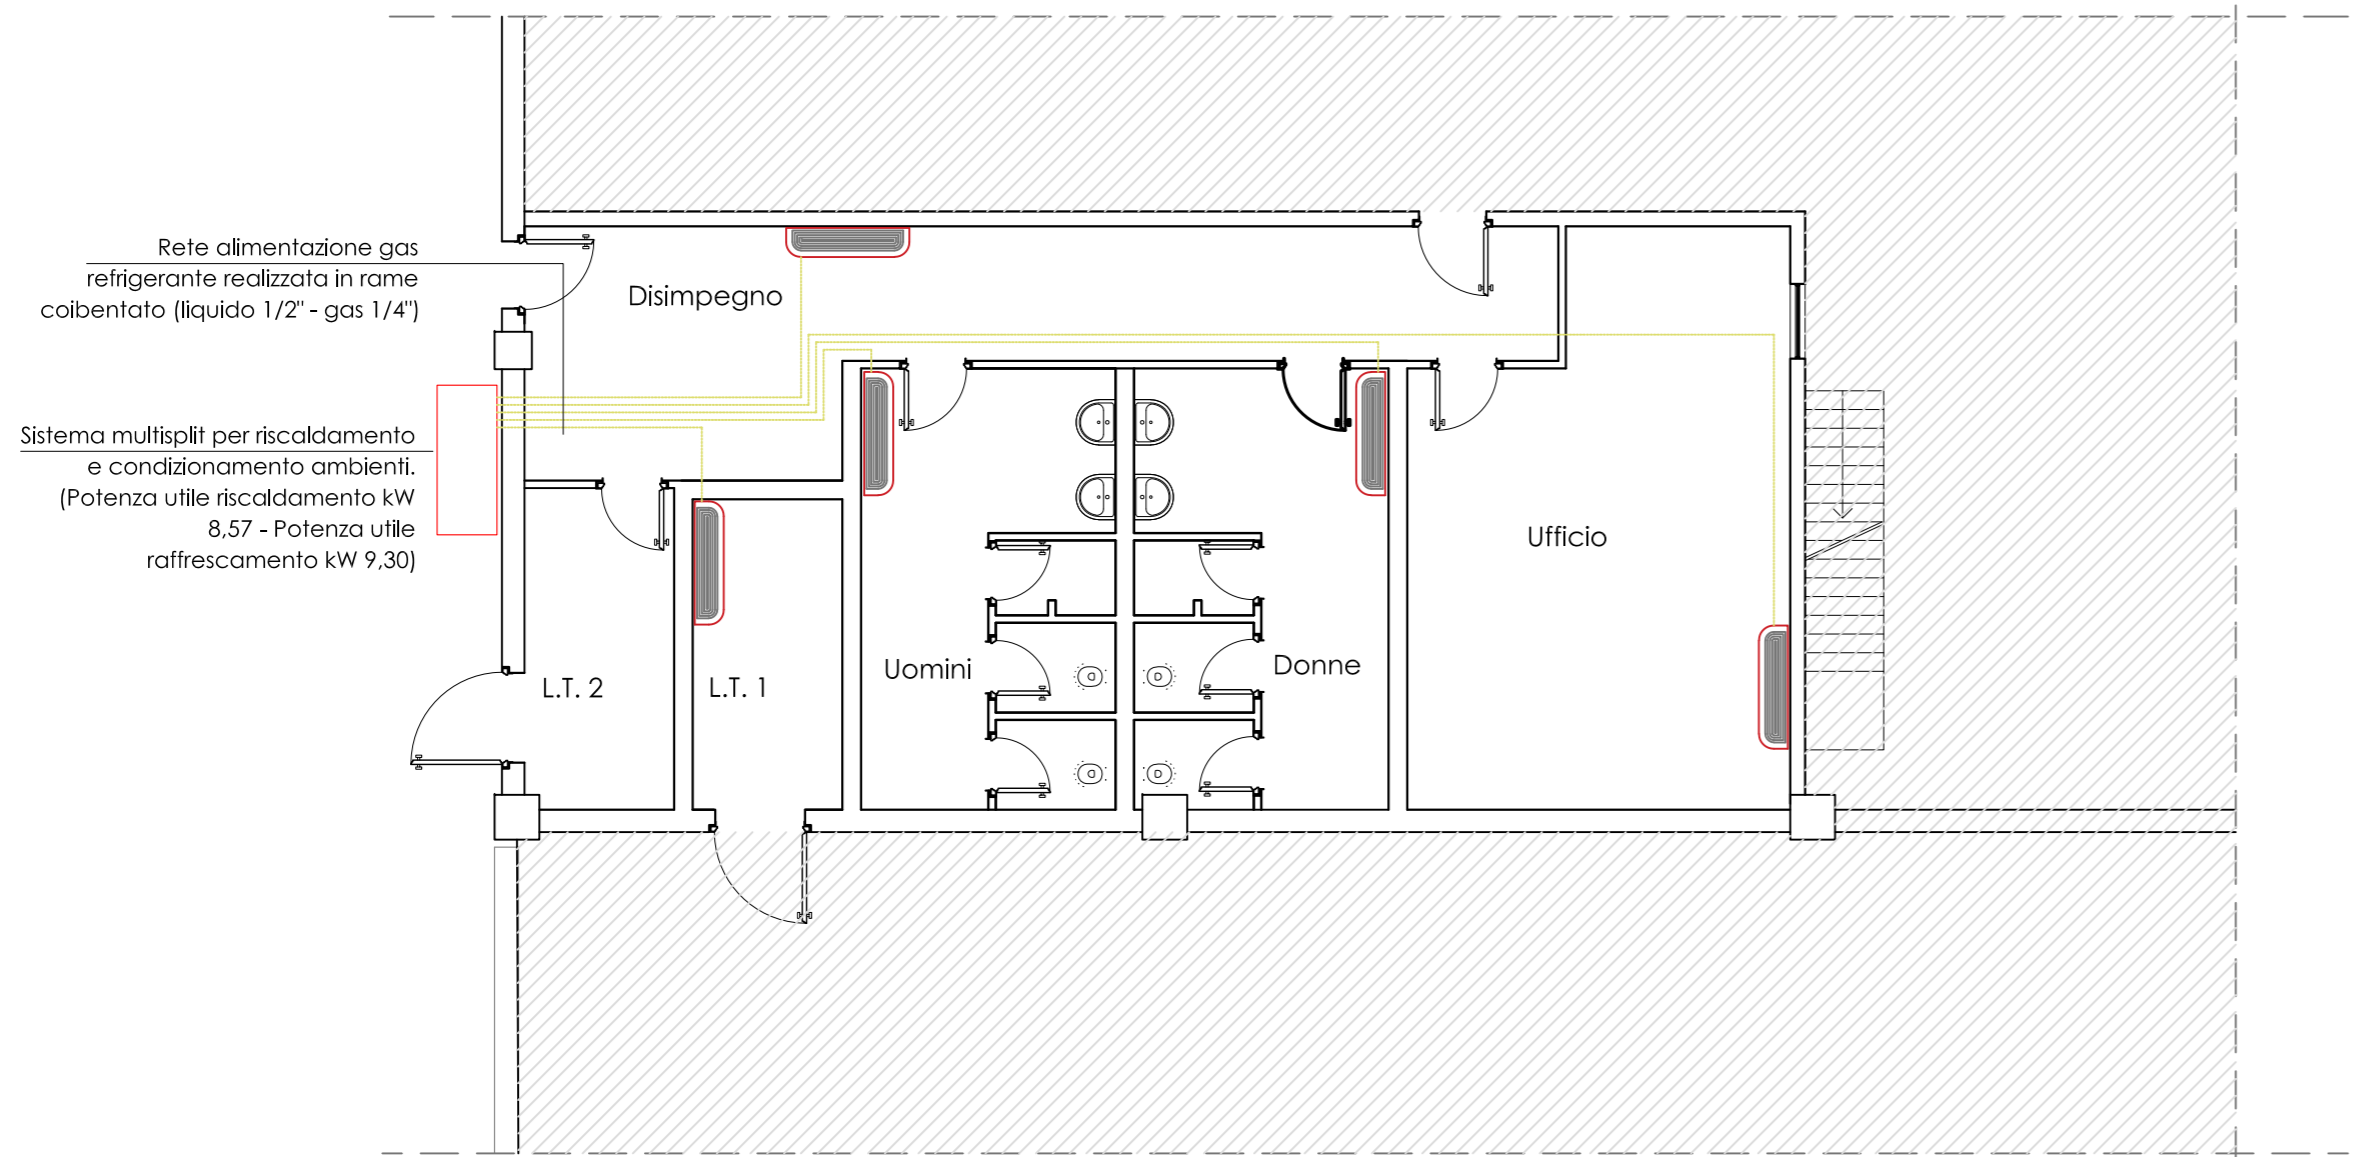 Rete alimentazione gas
refrigerante realizzata in rame
coibentato (liquido 1/2" - gas 1/4")
Disimpegno
Sistema multisplit per riscaldamento
e condizionamento ambienti.
(Potenza utile riscaldamento kW
8,57 - Potenza utile
raffrescamento kW 9,30)
Ufficio
L.T. 2
L.T. 1
Uomini
Donne